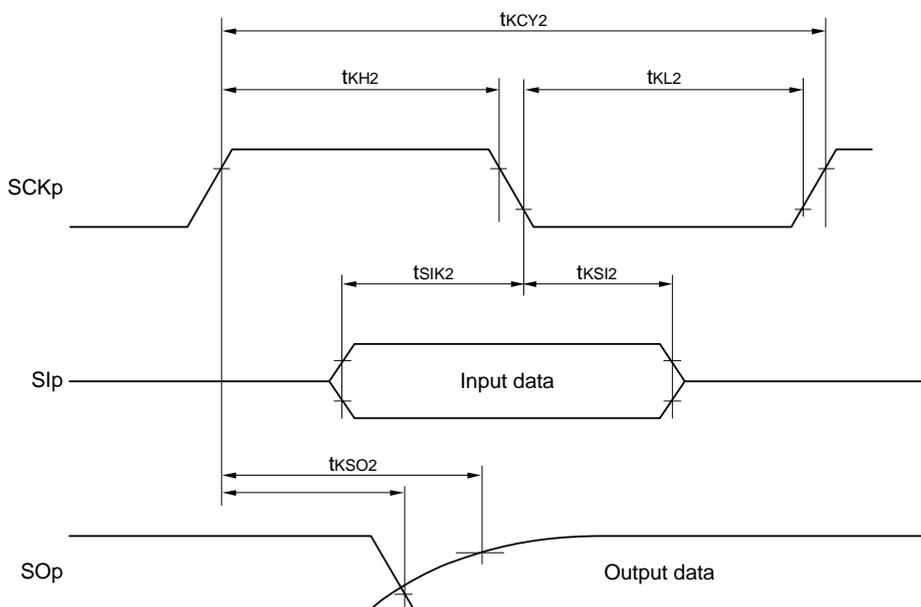 tKCY2
tKH2
tKL2
SCKp
tSIK2
tKSI2
SIp
Input data
tKSO2
SOp
Output data